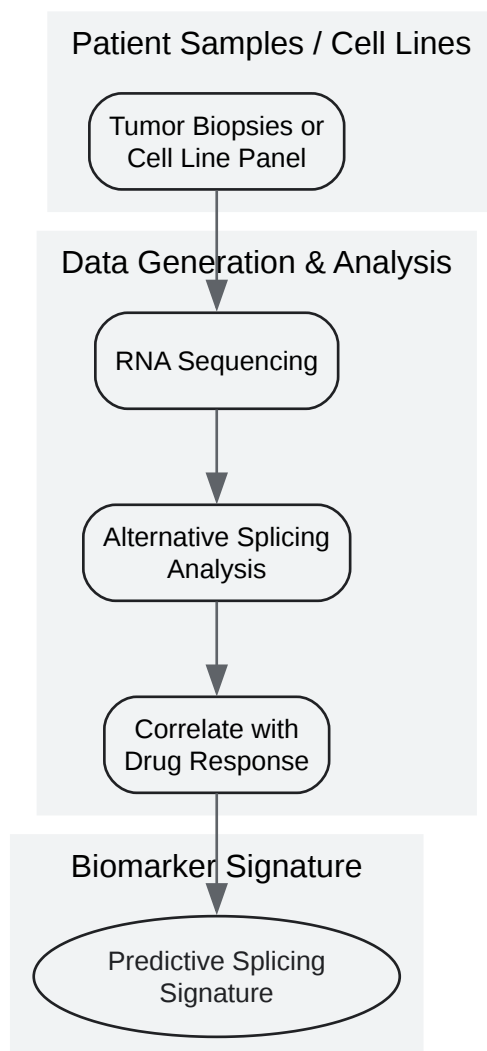 Patient Samples / Cell Lines
Tumor Biopsies or
Cell Line Panel
Data Generation & Analysis
RNA Sequencing
Alternative Splicing
Analysis
Correlate with
Drug Response
Biomarker Signature
Predictive Splicing
Signature